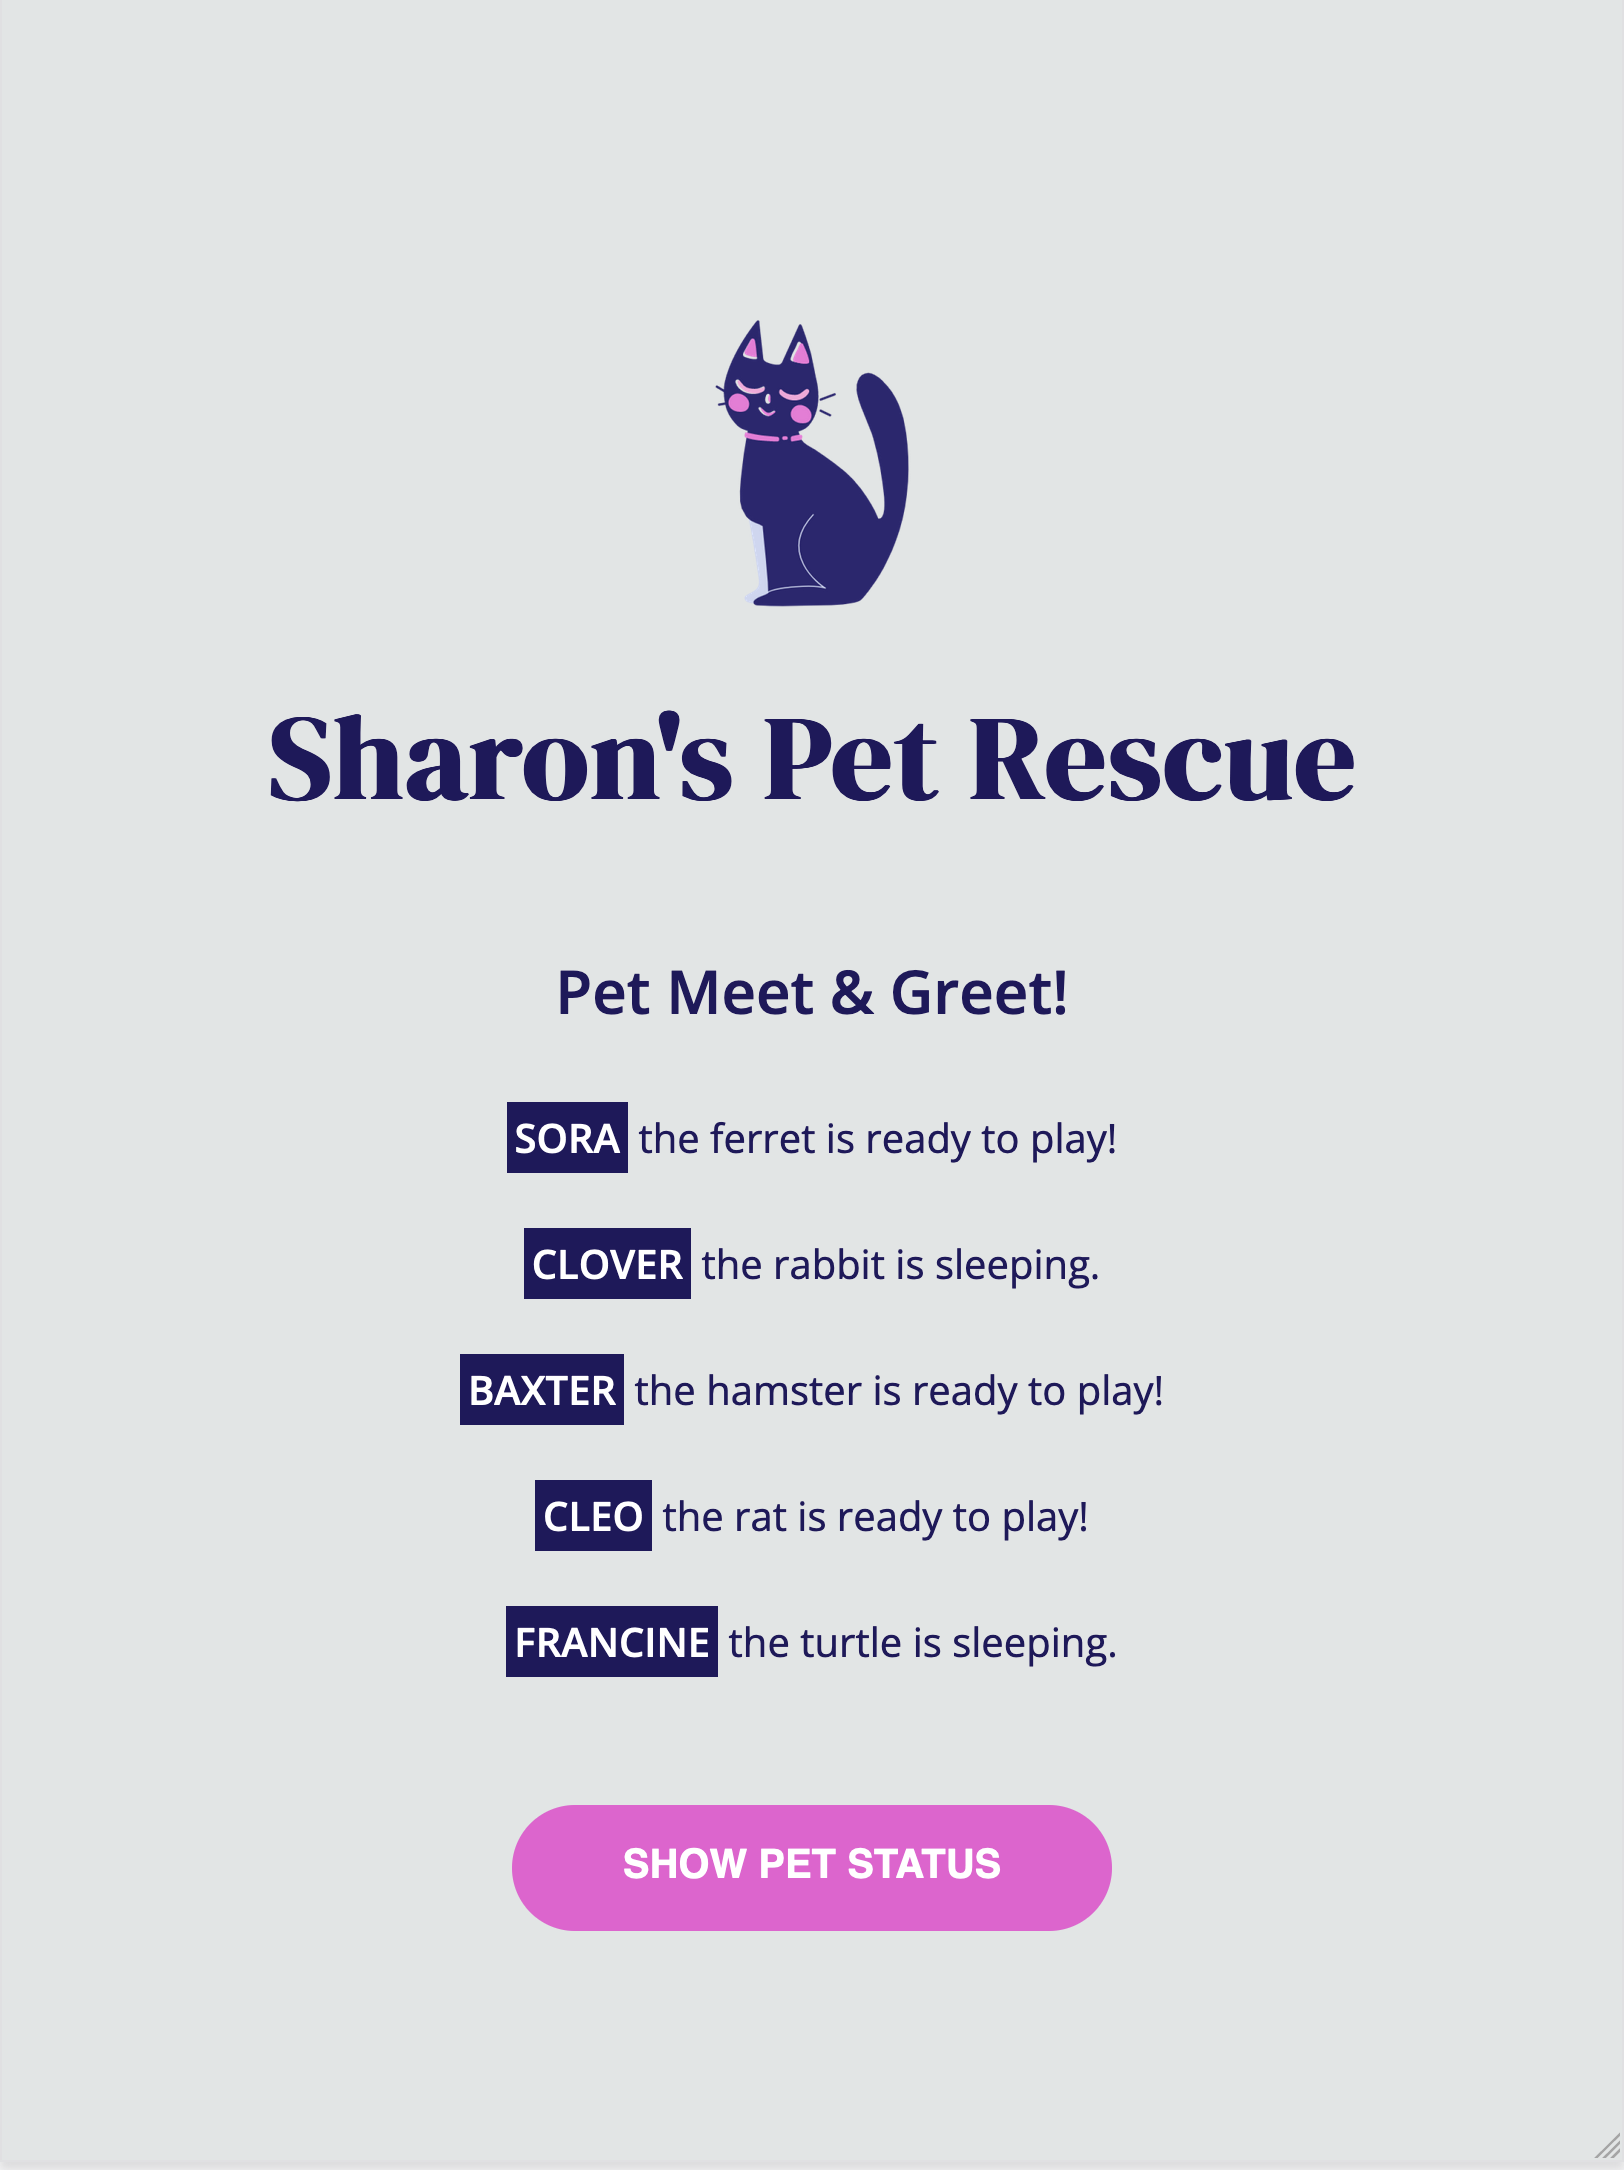 Sharon's Pet Rescue
Pet Meet & Greet!
SORA the ferret is ready to play!
CLOVER the rabbit is sleeping.
BAXTER the hamster is ready to play!
CLEO the rat is ready to play!
FRANCINE the turtle is sleeping.
SHOW PET STATUS